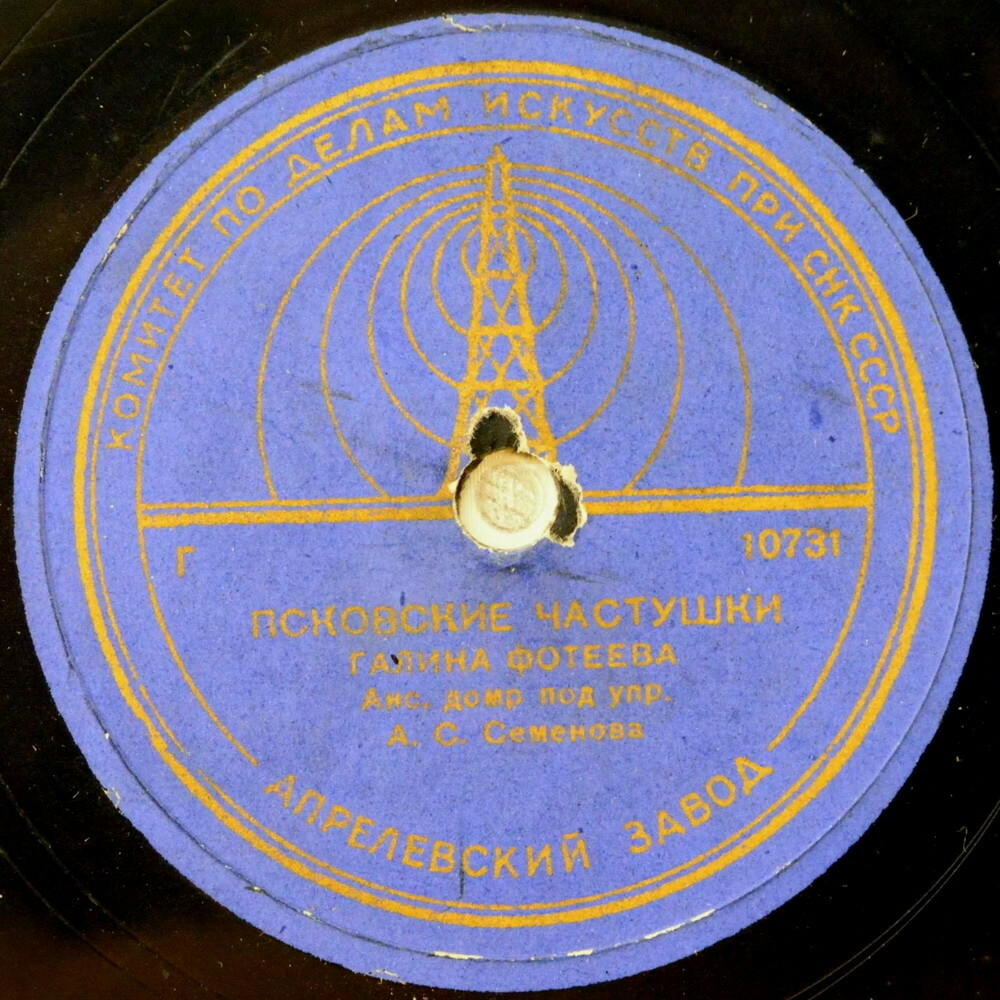 КОМИТЕТ ПО ДЕЛАМ ИСКУССТВ ПРИ СНК СССР
Г 10731
ПСКОВСКИЕ ЧАСТУШКИ
ГАЛИНА ФОТЕЕВА
Анс. домр под упр.
А. С. Семенова
АПРЕЛЕВСКИЙ ЗАВОД